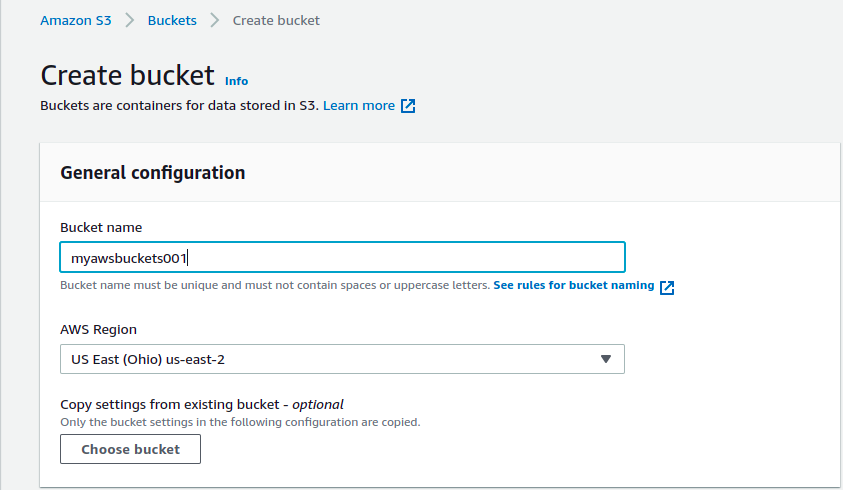 Amazon S3 > Buckets > Create bucket
Create bucket Info
Buckets are containers for data stored in S3. Learn more
General configuration
Bucket name
myawsbuckets001
Bucket name must be unique and must not contain spaces or uppercase letters. See rules for bucket naming
AWS Region
US East (Ohio) us-east-2
Copy settings from existing bucket - optional
Only the bucket settings in the following configuration are copied.
Choose bucket